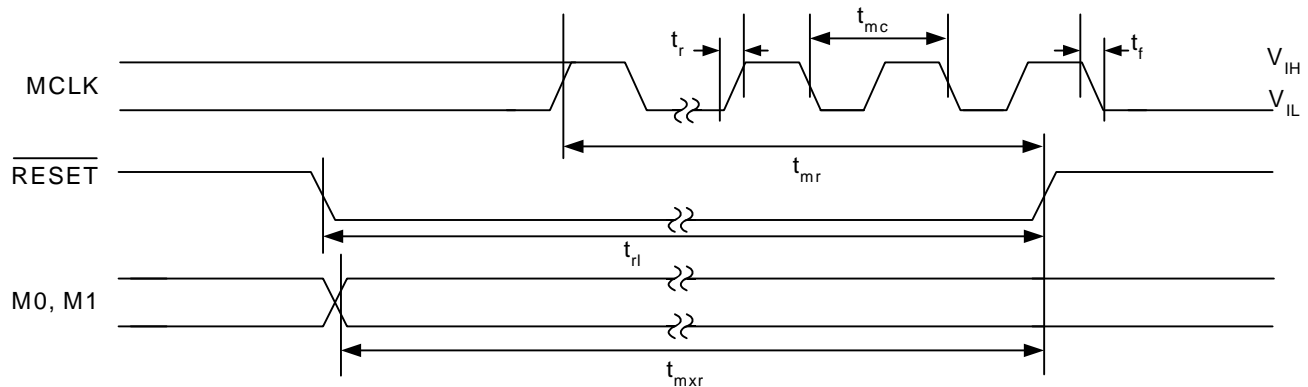 t_mc
t_r
t_f
V_IH
MCLK
V_IL
RESET
t_mr
t_rl
M0, M1
t_mxr